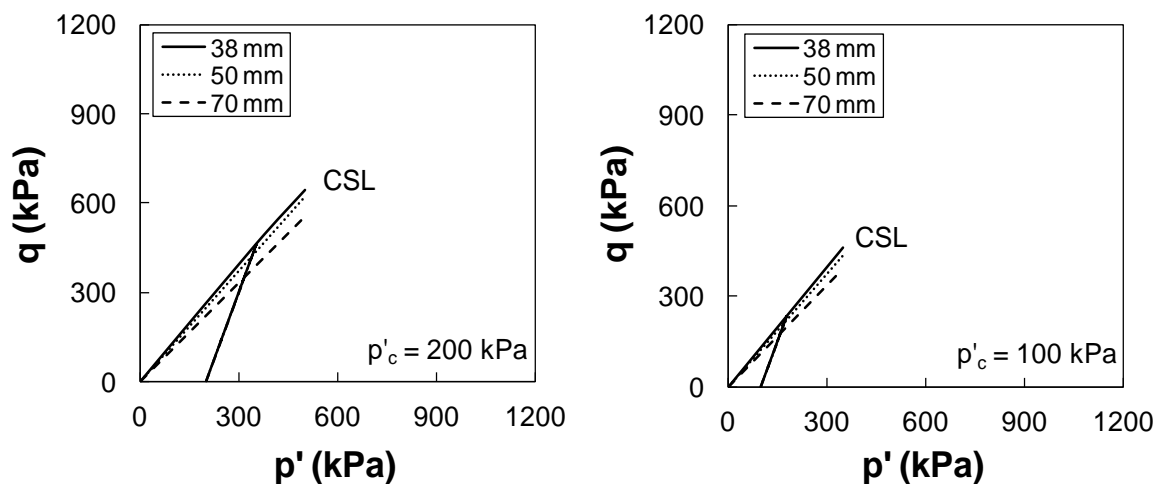 1200
900
600
300
0
q (kPa)
38 mm
50 mm
70 mm
CSL
p'c = 200 kPa
0 300 600 900 1200
p' (kPa)
1200
900
600
300
0
q (kPa)
38 mm
50 mm
70 mm
CSL
p'c = 100 kPa
0 300 600 900 1200
p' (kPa)